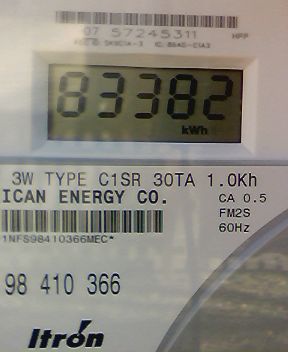 07 57245311
83382
kWh
3W TYPE C1SR 30TA 1.0Kh
ICAN ENERGY CO.
CA 0.5
FM2S
60Hz
1NFS98410366MEC*
98 410 366
Itron